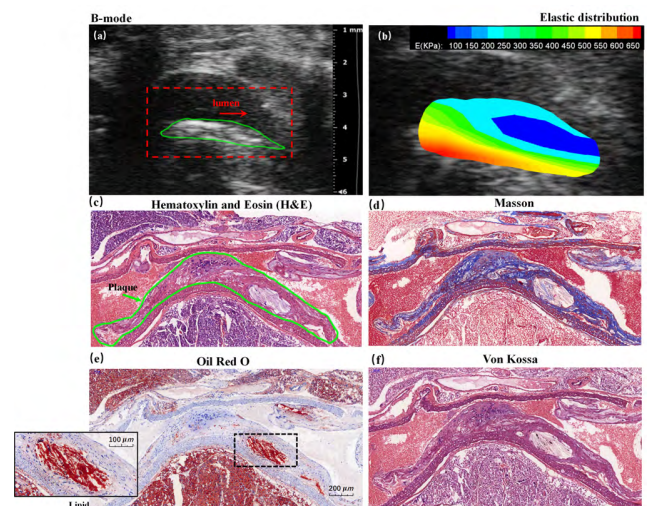 B-mode
Elastic distribution
(a)
1 mm
2
3
4
5
6
lumen
(b)
E(KPa): 100 150 200 250 300 350 400 450 500 550 600 650
(c)
Hematoxylin and Eosin (H&E)
Plaque
(d)
Masson
(e)
Oil Red O
100 μm
200 μm
Lipid
(f)
Von Kossa